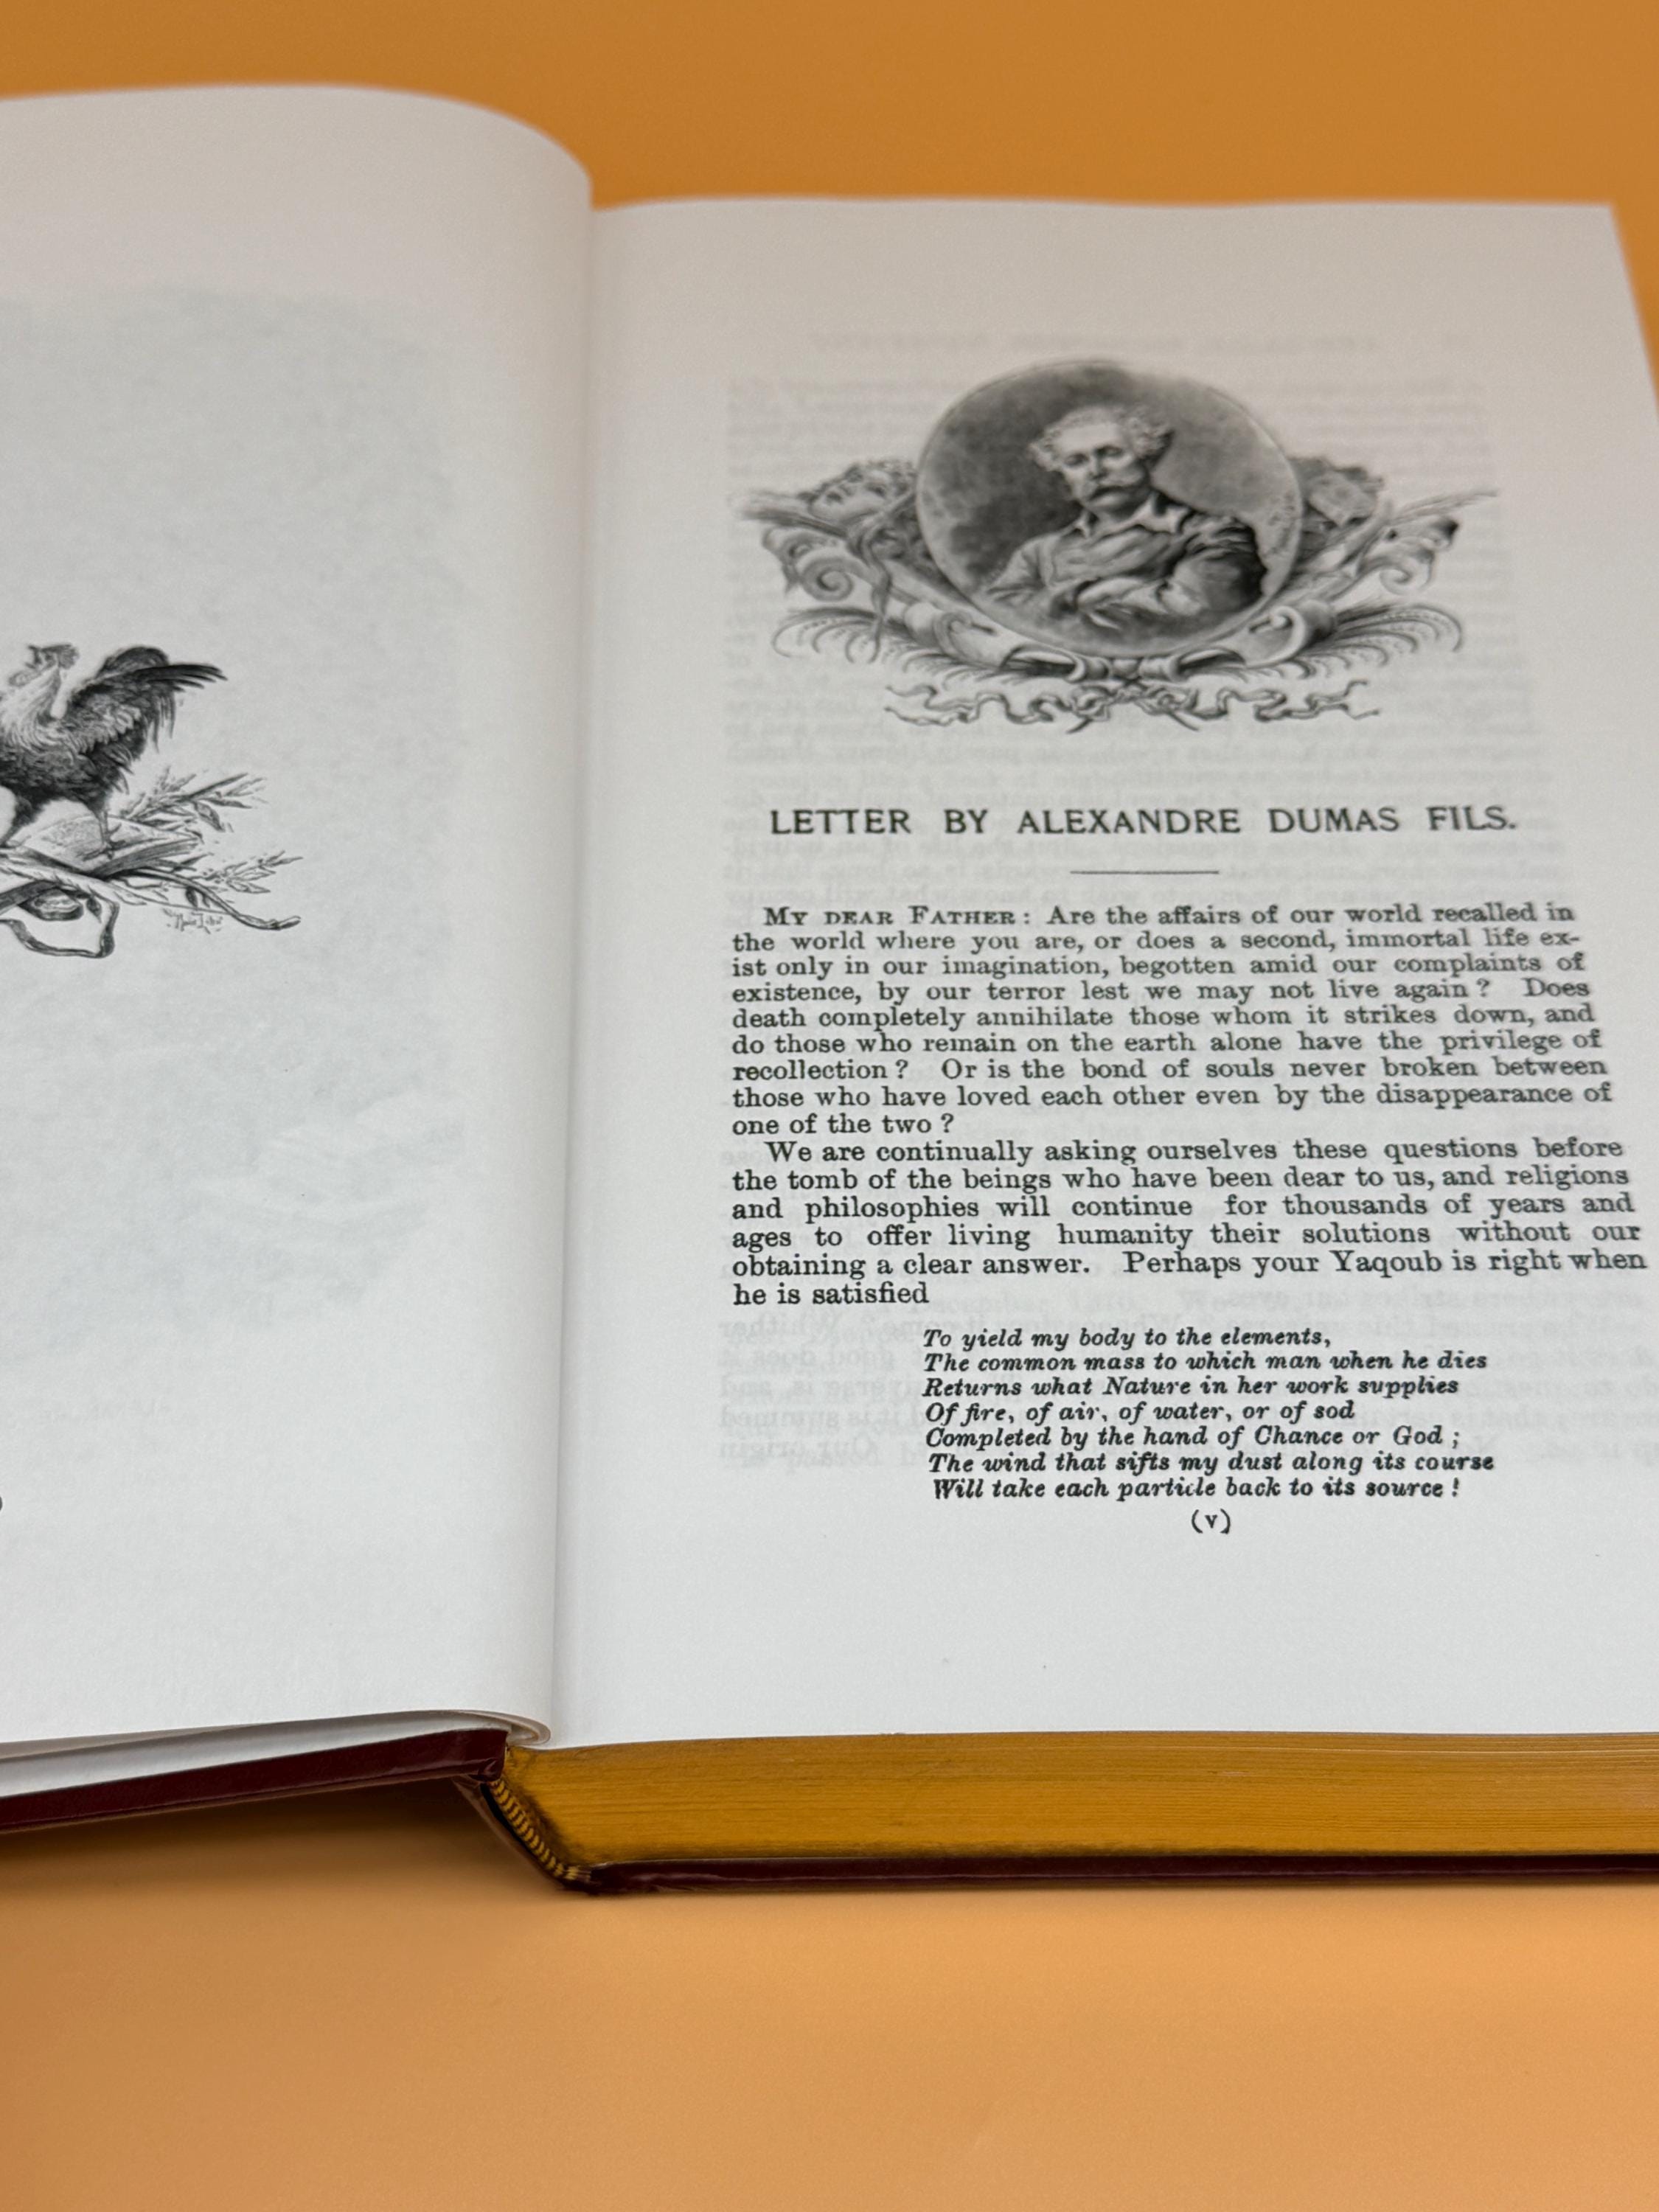 LETTER BY ALEXANDRE DUMAS FILS.
MY DEAR FATHER: Are the affairs of our world recalled in
the world where you are, or does a second, immortal life ex-
ist only in our imagination, begotten amid our complaints of
existence, by our terror lest we may not live again? Does
death completely annihilate those whom it strikes down, and
do those who remain on the earth alone have the privilege of
recollection? Or is the bond of souls never broken between
those who have loved each other even by the disappearance of
one of the two?
We are continually asking ourselves these questions before
the tomb of the beings who have been dear to us, and religions
and philosophies will continue for thousands of years and
ages to offer living humanity their solutions without our
obtaining a clear answer. Perhaps your Yaqoub is right when
he is satisfied
To yield my body to the elements,
The common mass to which man when he dies
Returns what Nature in her work supplies
Of fire, of air, of water, or of sod
Completed by the hand of Chance or God;
The wind that sifts my dust along its course
Will take each particle back to its source!
(v)